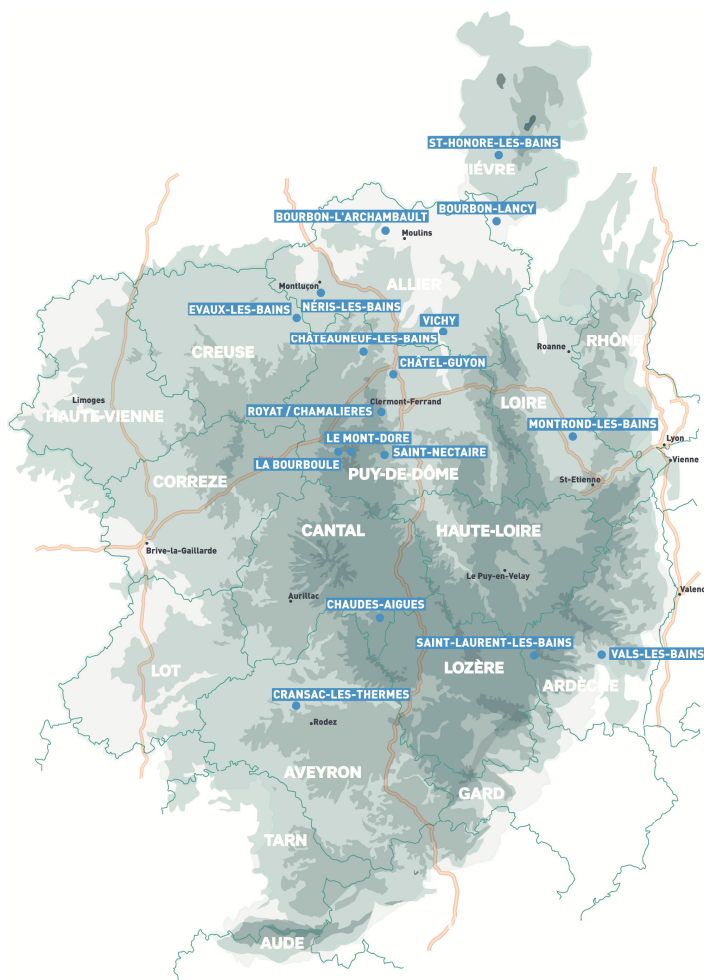 ST-HONORE-LES-BAINS
NIÉVRE
BOURBON-LANCY
BOURBON-L'ARCHAMBAULT
Moulins
Montluçon
ALLIER
NÉRIS-LES-BAINS
EVAUX-LES-BAINS
VICHY
CHÂTEAUNEUF-LES-BAINS
Roanne
RHÔNE
CREUSE
CHÂTEL-GUYON
Limoges
Clermont-Ferrand
LOIRE
HAUTE-VIENNE
ROYAT / CHAMALIERES
MONTROND-LES-BAINS
LE MONT-DORE
Lyon
SAINT-NECTAIRE
Vienne
LA BOURBOULE
PUY-DE-DÔME
CORREZE
St-Etienne
CANTAL
HAUTE-LOIRE
Brive-la-Gaillarde
Le Puy-en-Velay
Valenc
Aurillac
CHAUDES-AIGUES
SAINT-LAURENT-LES-BAINS
VALS-LES-BAINS
LOT
LOZÈRE
ARDÈCHE
CRANSAC-LES-THERMES
Rodez
AVEYRON
GARD
TARN
AUDE